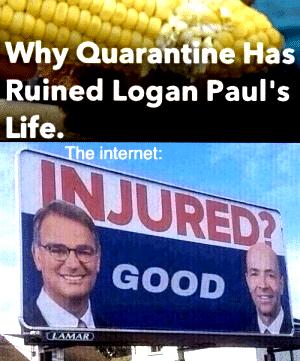 Why Quarantine Has
Ruined Logan Paul's
Life.
The internet:
INJURED?
GOOD
LAMAR